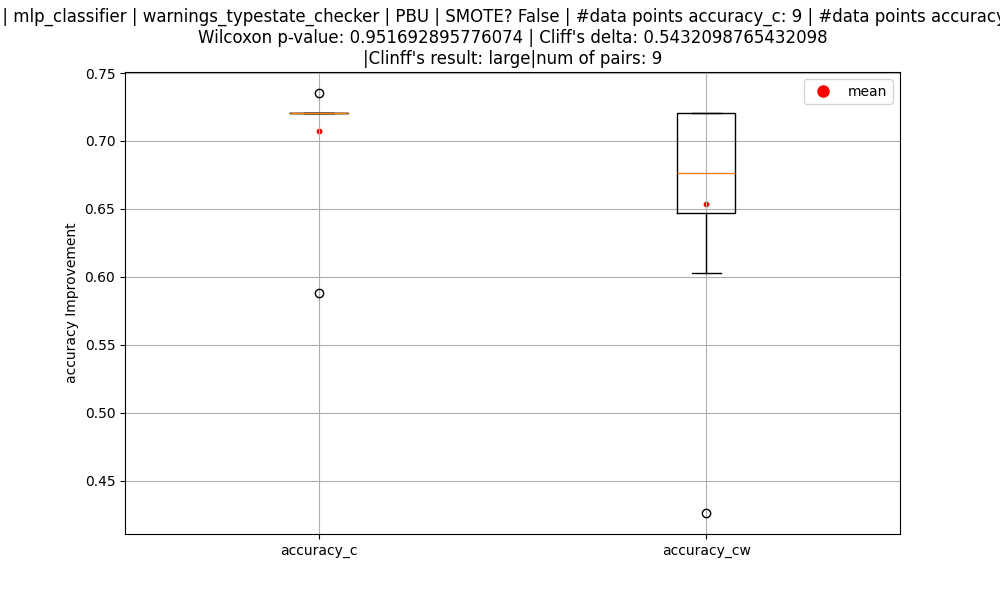 | mlp_classifier | warnings_typestate_checker | PBU | SMOTE? False | #data points accuracy_c: 9 | #data points accuracy
Wilcoxon p-value: 0.951692895776074 | Cliff's delta: 0.5432098765432098
|Clinff's result: large|num of pairs: 9
mean
0.75
0.70
0.65
0.60
0.55
0.50
0.45
accuracy Improvement
accuracy_c
accuracy_cw